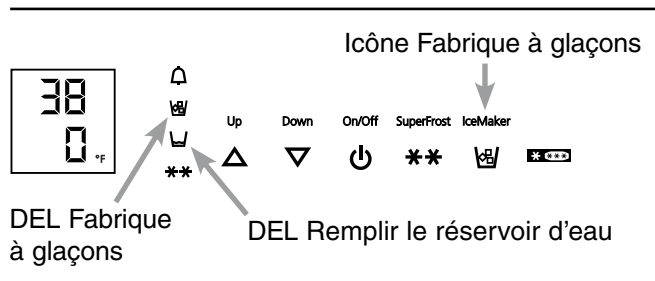 Icône Fabrique à glaçons
38
0 °F
Up Down On/Off SuperFrost IceMaker
DEL Fabrique
à glaçons
DEL Remplir le réservoir d'eau